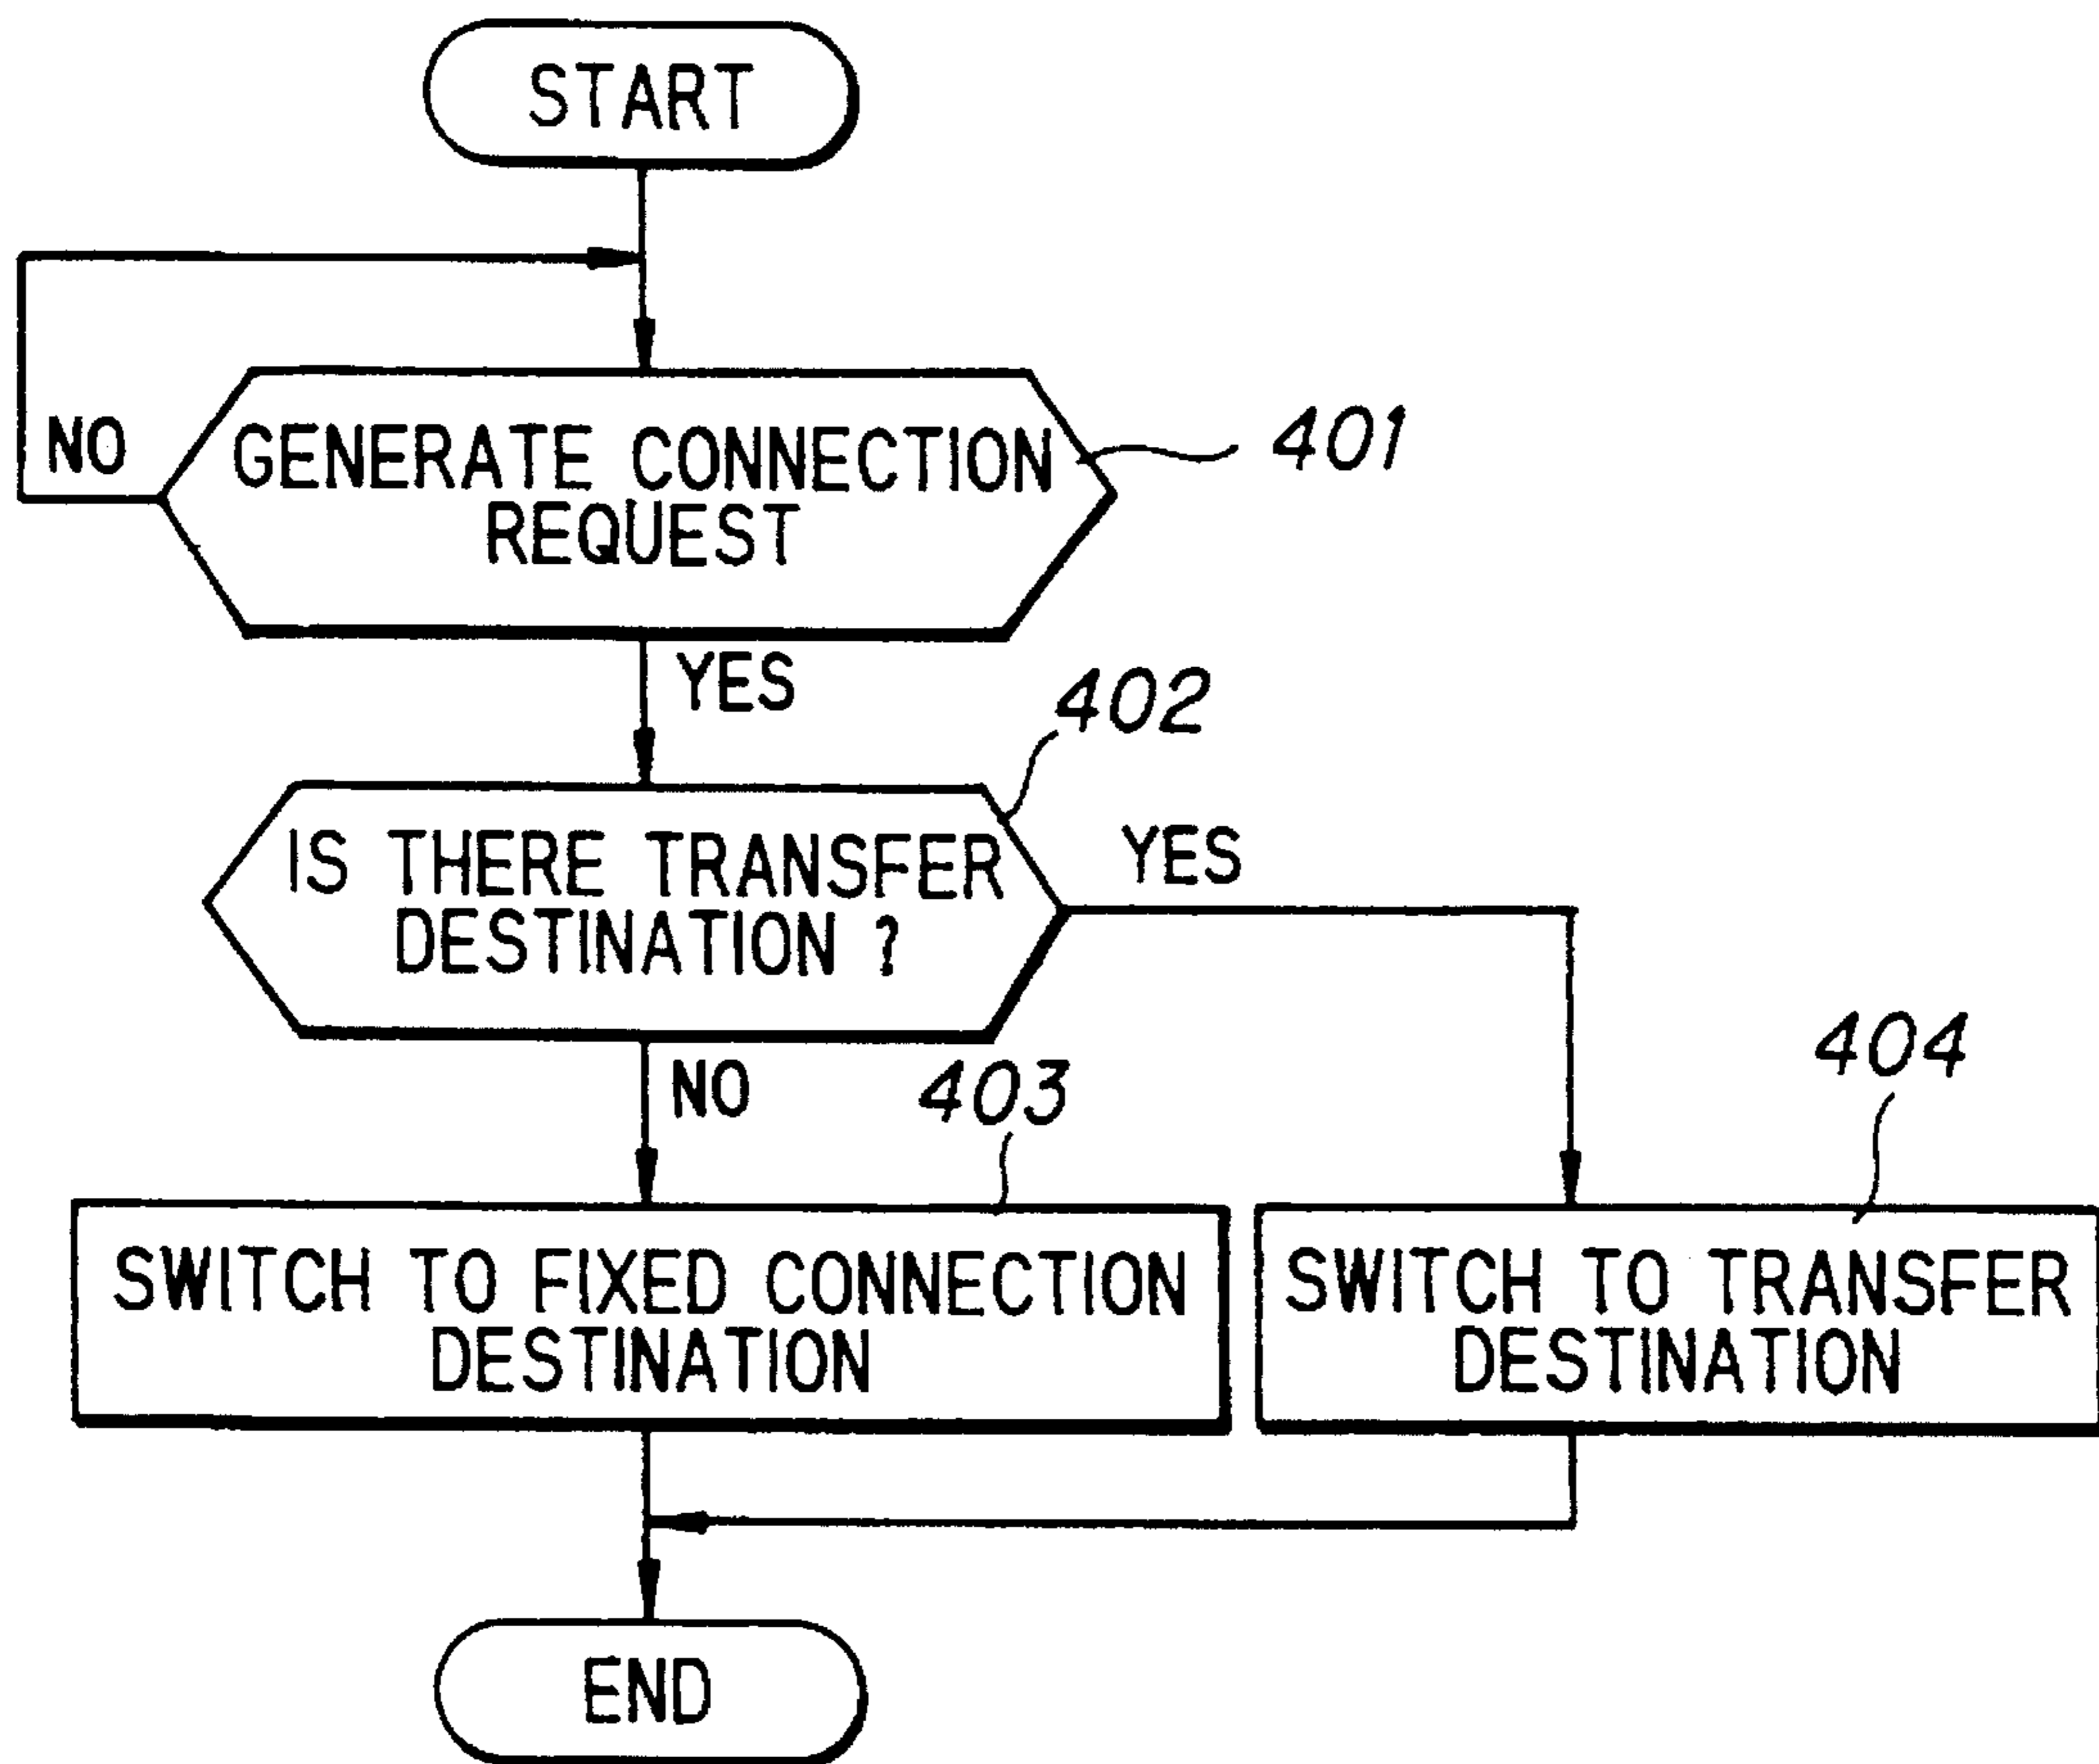 START
NO
GENERATE CONNECTION
REQUEST
401
YES
402
IS THERE TRANSFER
DESTINATION ?
YES
NO
403
404
SWITCH TO FIXED CONNECTION
DESTINATION
SWITCH TO TRANSFER
DESTINATION
END